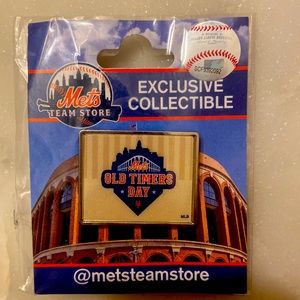 Mets
TEAM STORE
EXCLUSIVE
COLLECTIBLE
Mets
OLD TIMERS
DAY
MLB
@metsteamstore